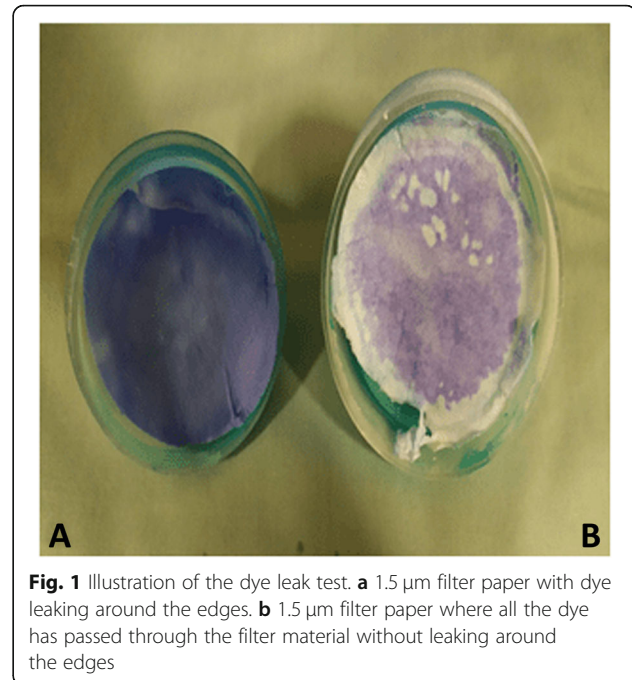 A B
Fig. 1 Illustration of the dye leak test. a 1.5 μm filter paper with dye
leaking around the edges. b 1.5 μm filter paper where all the dye
has passed through the filter material without leaking around
the edges